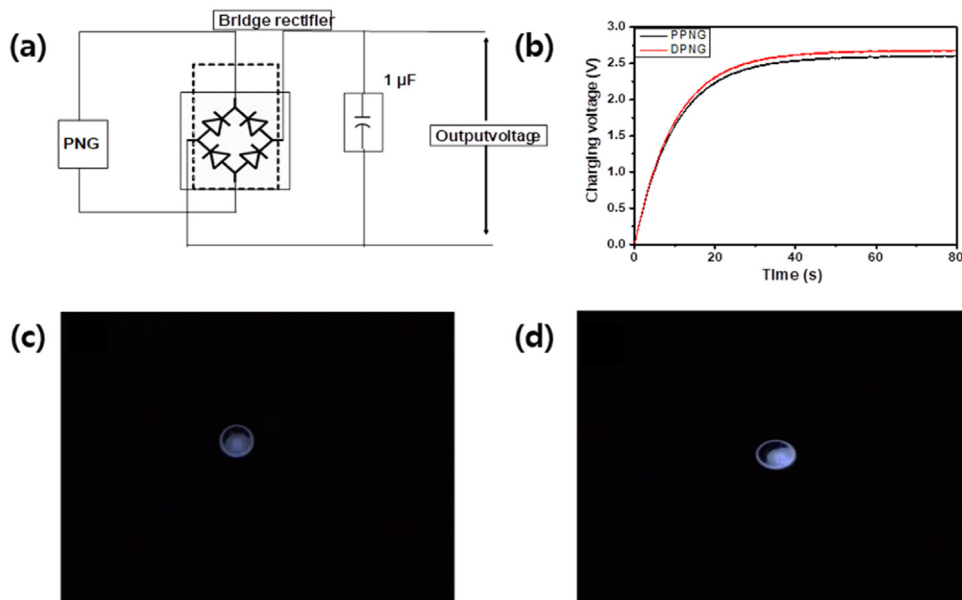 (a)
Bridge rectifier
PNG
1 µF
Outputvoltage
(b)
PPNG
DPNG
Charging voltage (V)
3.0
2.5
2.0
1.5
1.0
0.5
0.0
0 20 40 60 80
Time (s)
(c)
(d)